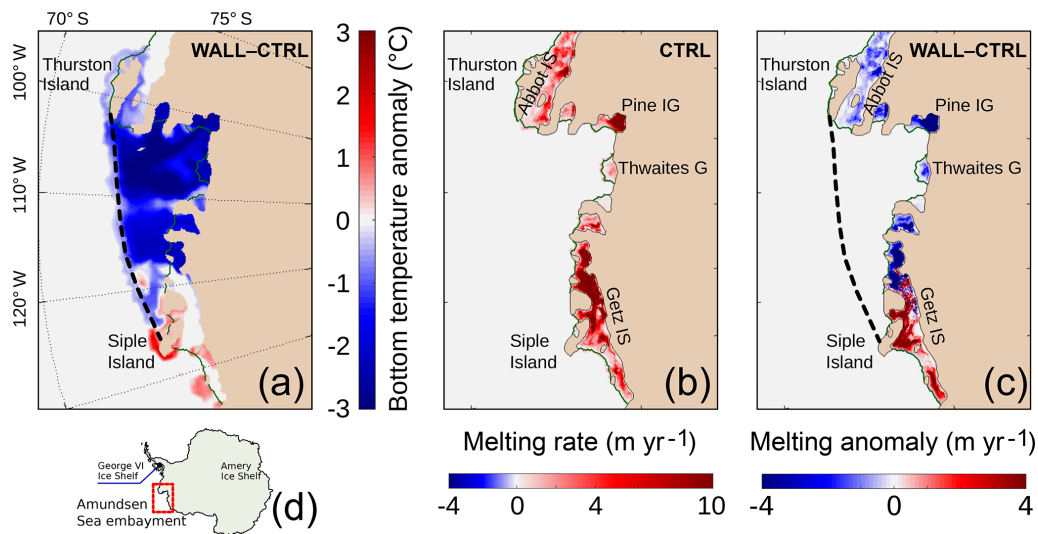 70° S
75° S
100° W
110° W
120° W
WALL–CTRL
Thurston
Island
Siple
Island
(a)
3
2
1
0
-1
-2
-3
Bottom temperature anomaly (°C)
CTRL
Thurston
Island
Abbot IS
Pine IG
Thwaites G
Getz IS
Siple
Island
(b)
Melting rate (m yr-1)
-4
0
4
10
WALL–CTRL
Thurston
Island
Abbot IS
Pine IG
Thwaites G
Getz IS
Siple
Island
(c)
Melting anomaly (m yr-1)
-4
0
4
George VI
Ice Shelf
Amery
Ice Shelf
Amundsen
Sea embayment
(d)